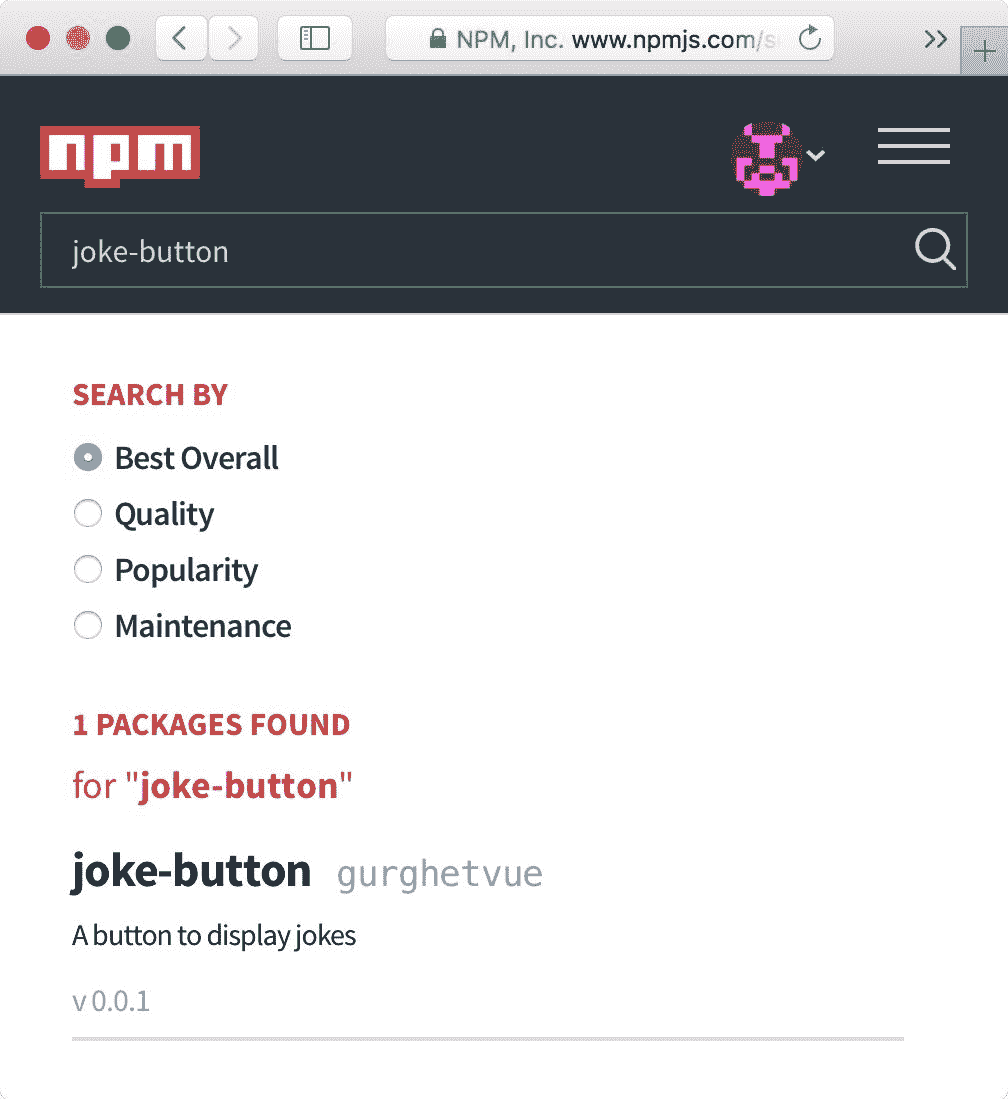 NPM, Inc. www.npmjs.com/s
npm
joke-button
SEARCH BY
Best Overall
Quality
Popularity
Maintenance
1 PACKAGES FOUND
for "joke-button"
joke-button gurghetvue
A button to display jokes
v 0.0.1